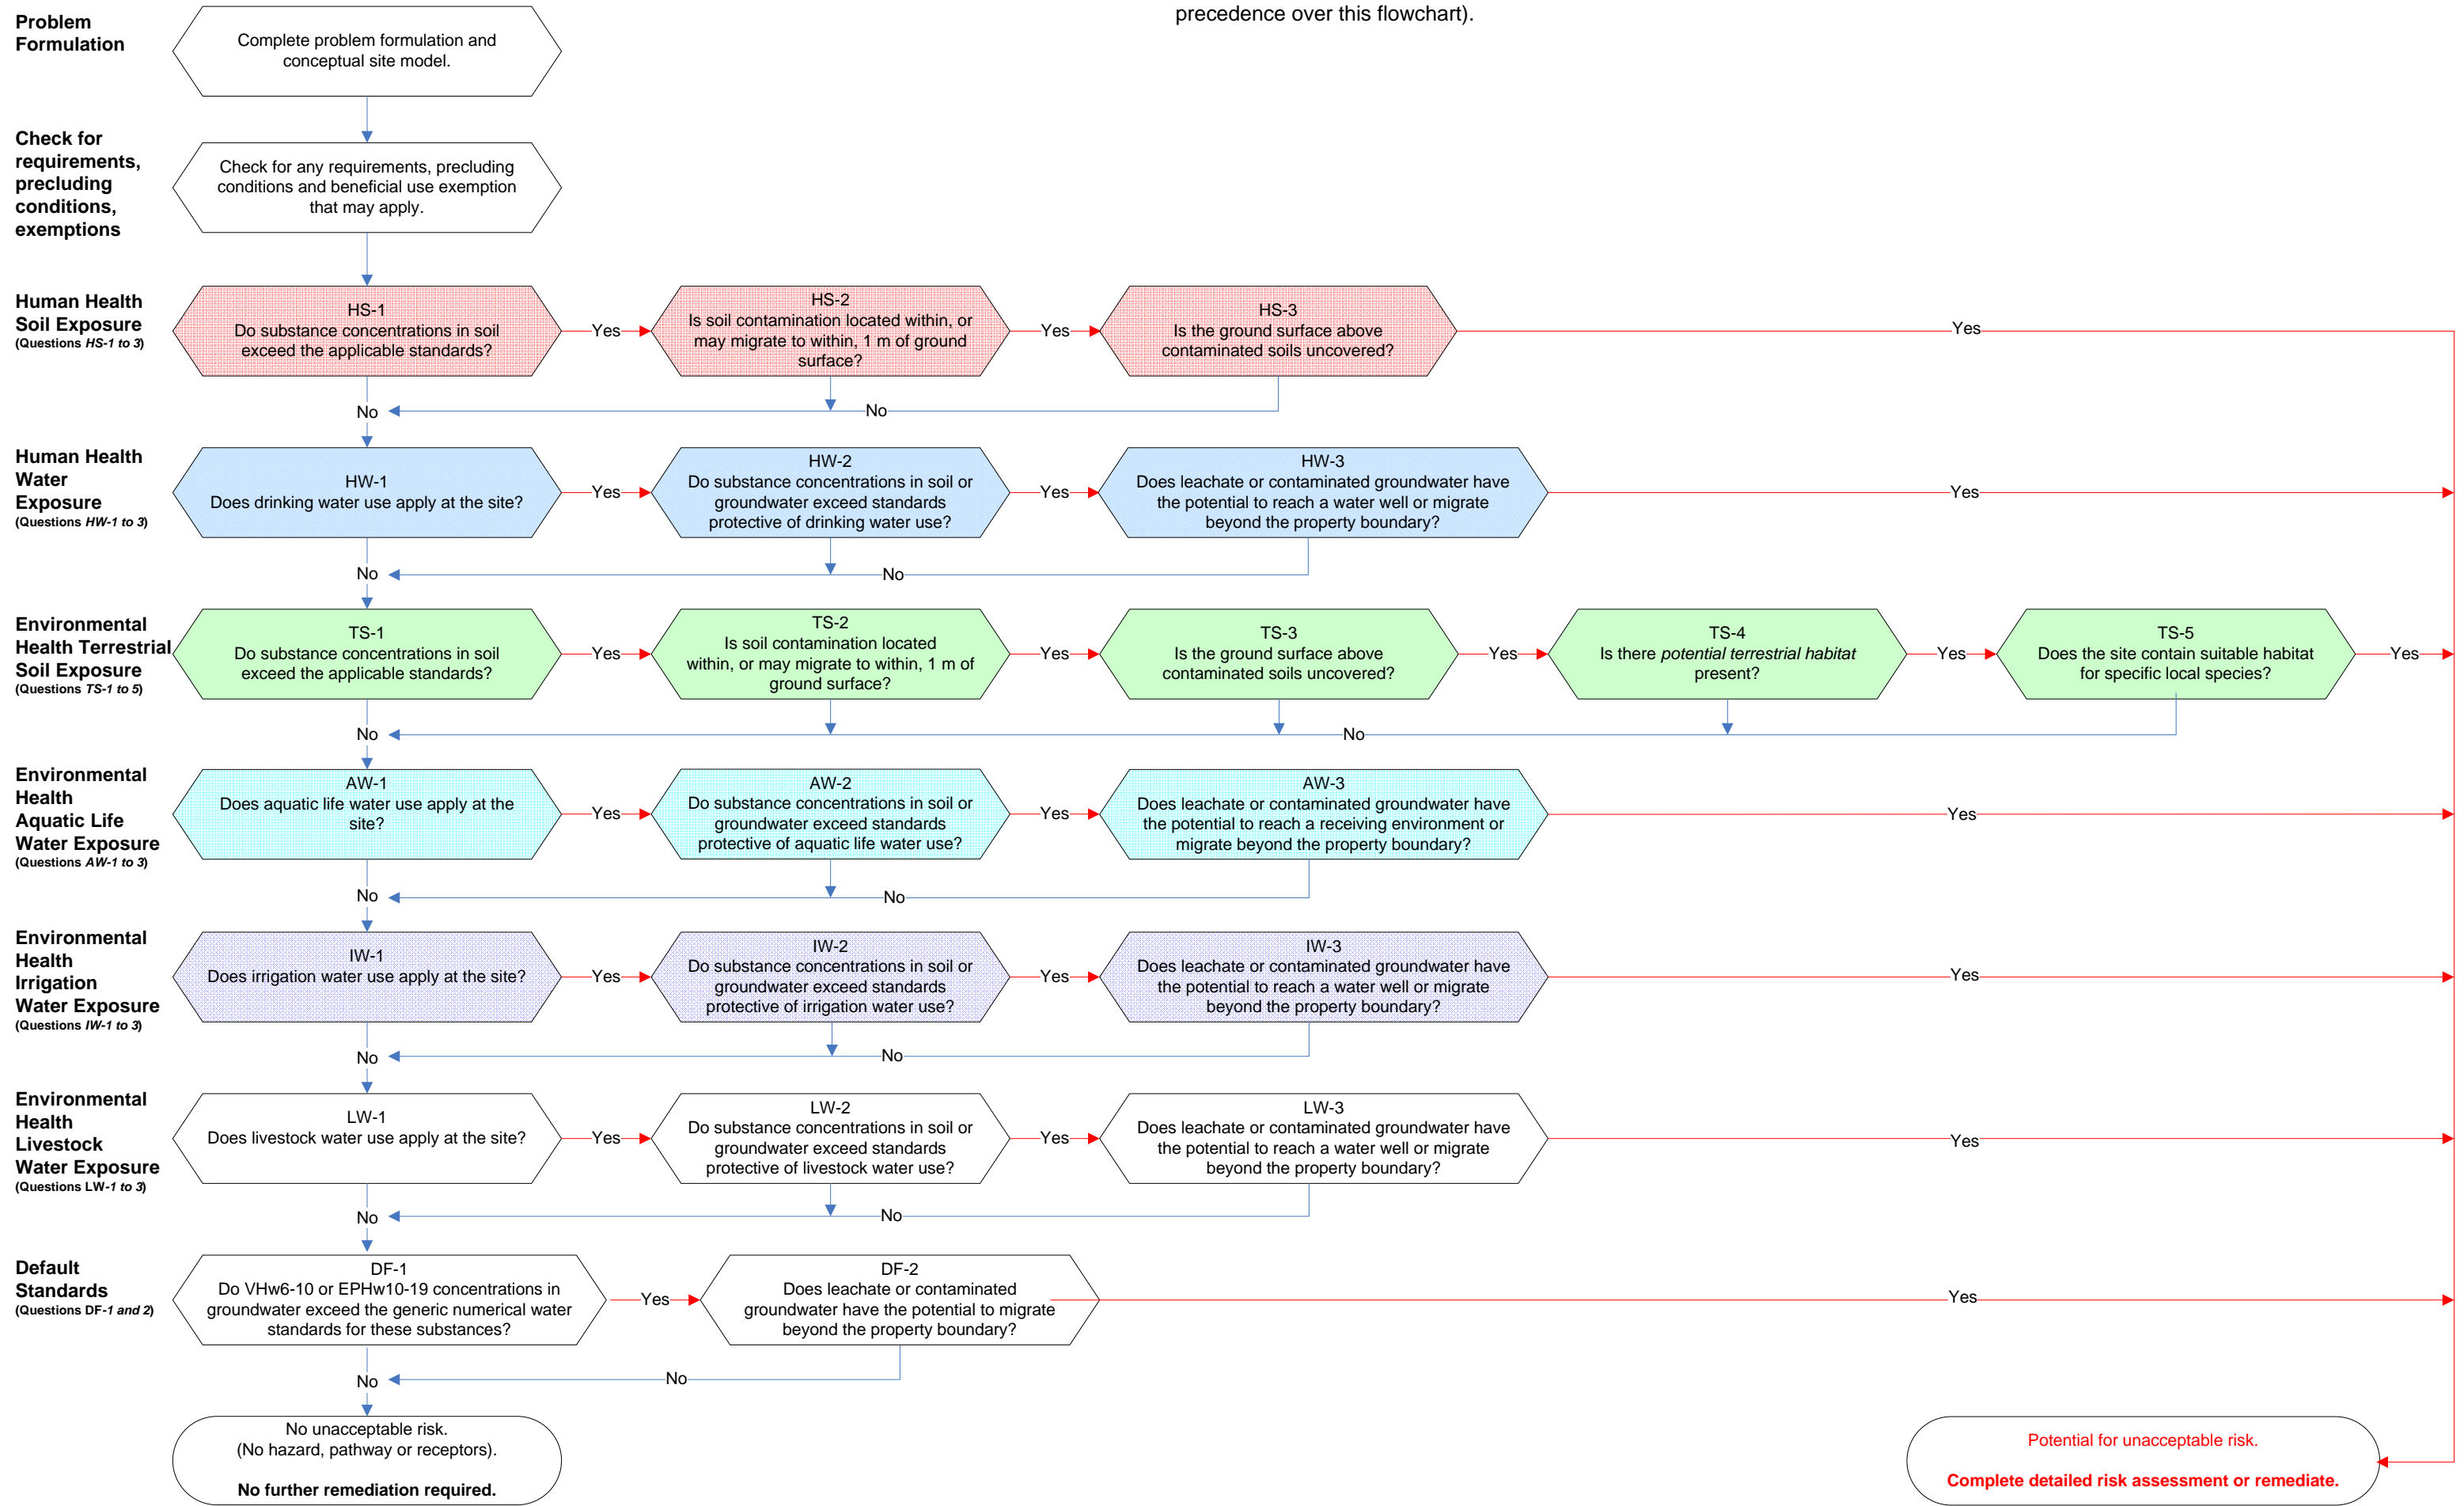 precedence over this flowchart).
Problem
Formulation
Complete problem formulation and
conceptual site model.
Check for
requirements,
precluding
conditions,
exemptions
Check for any requirements, precluding
conditions and beneficial use exemption
that may apply.
Human Health
Soil Exposure
(Questions HS-1 to 3)
HS-1
Do substance concentrations in soil
exceed the applicable standards?
Yes
HS-2
Is soil contamination located within, or
may migrate to within, 1 m of ground
surface?
Yes
HS-3
Is the ground surface above
contaminated soils uncovered?
Yes
No
No
Human Health
Water
Exposure
(Questions HW-1 to 3)
HW-1
Does drinking water use apply at the site?
Yes
HW-2
Do substance concentrations in soil or
groundwater exceed standards
protective of drinking water use?
Yes
HW-3
Does leachate or contaminated groundwater have
the potential to reach a water well or migrate
beyond the property boundary?
Yes
No
No
Environmental
Health Terrestrial
Soil Exposure
(Questions TS-1 to 5)
TS-1
Do substance concentrations in soil
exceed the applicable standards?
Yes
TS-2
Is soil contamination located
within, or may migrate to within, 1 m of
ground surface?
Yes
TS-3
Is the ground surface above
contaminated soils uncovered?
Yes
TS-4
Is there potential terrestrial habitat
present?
Yes
TS-5
Does the site contain suitable habitat
for specific local species?
Yes
No
No
Environmental
Health
Aquatic Life
Water Exposure
(Questions AW-1 to 3)
AW-1
Does aquatic life water use apply at the
site?
Yes
AW-2
Do substance concentrations in soil or
groundwater exceed standards
protective of aquatic life water use?
Yes
AW-3
Does leachate or contaminated groundwater have
the potential to reach a receiving environment or
migrate beyond the property boundary?
Yes
No
No
Environmental
Health
Irrigation
Water Exposure
(Questions IW-1 to 3)
IW-1
Does irrigation water use apply at the site?
Yes
IW-2
Do substance concentrations in soil or
groundwater exceed standards
protective of irrigation water use?
Yes
IW-3
Does leachate or contaminated groundwater have
the potential to reach a water well or migrate
beyond the property boundary?
Yes
No
No
Environmental
Health
Livestock
Water Exposure
(Questions LW-1 to 3)
LW-1
Does livestock water use apply at the site?
Yes
LW-2
Do substance concentrations in soil or
groundwater exceed standards
protective of livestock water use?
Yes
LW-3
Does leachate or contaminated groundwater have
the potential to reach a water well or migrate
beyond the property boundary?
Yes
No
No
Default
Standards
(Questions DF-1 and 2)
DF-1
Do VHw6-10 or EPHw10-19 concentrations in
groundwater exceed the generic numerical water
standards for these substances?
Yes
DF-2
Does leachate or contaminated
groundwater have the potential to migrate
beyond the property boundary?
Yes
No
No
No unacceptable risk.
(No hazard, pathway or receptors).
No further remediation required.
Potential for unacceptable risk.
Complete detailed risk assessment or remediate.